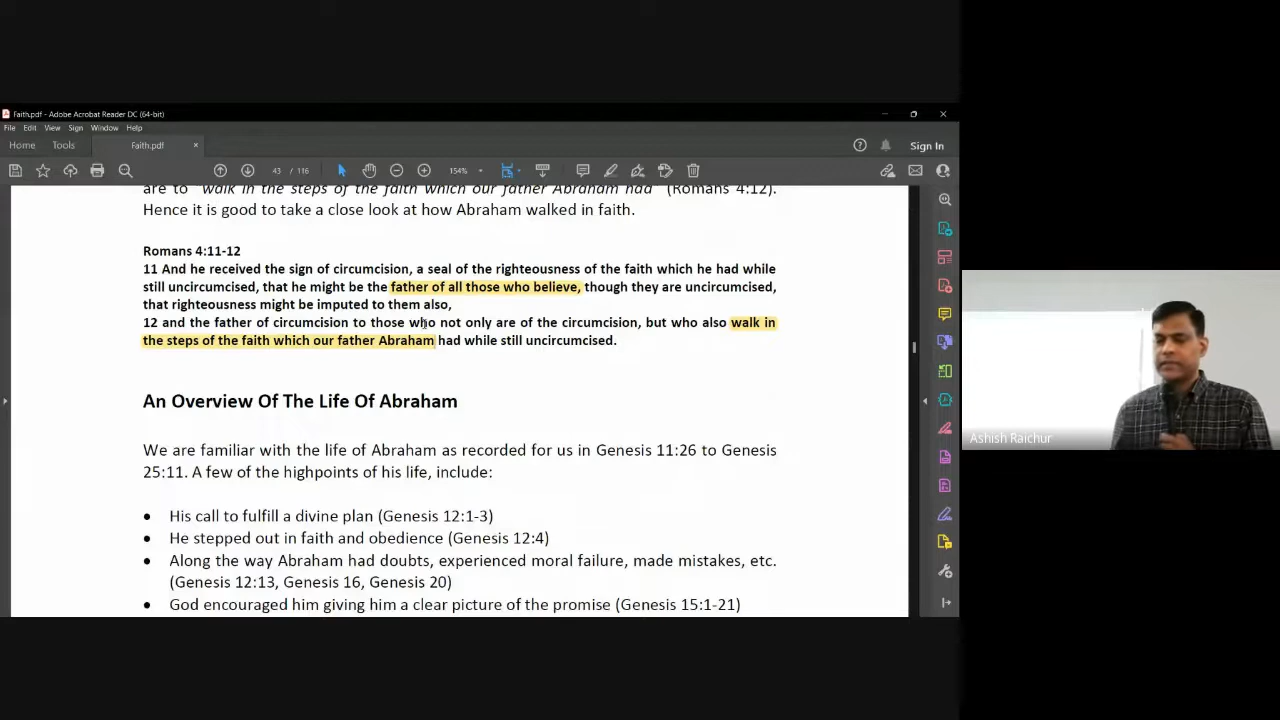 Faith.pdf - Adobe Acrobat Reader DC (64-bit)
File Edit View Sign Window Help
Home Tools Faith.pdf × Sign In
43 / 116 154%
are to "walk in the steps of the faith which our father Abraham had" (Romans 4:12).
Hence it is good to take a close look at how Abraham walked in faith.
Romans 4:11-12
11 And he received the sign of circumcision, a seal of the righteousness of the faith which he had while
still uncircumcised, that he might be the father of all those who believe, though they are uncircumcised,
that righteousness might be imputed to them also,
12 and the father of circumcision to those who not only are of the circumcision, but who also walk in
the steps of the faith which our father Abraham had while still uncircumcised.
An Overview Of The Life Of Abraham
We are familiar with the life of Abraham as recorded for us in Genesis 11:26 to Genesis
25:11. A few of the highpoints of his life, include:
• His call to fulfill a divine plan (Genesis 12:1-3)
• He stepped out in faith and obedience (Genesis 12:4)
• Along the way Abraham had doubts, experienced moral failure, made mistakes, etc.
(Genesis 12:13, Genesis 16, Genesis 20)
• God encouraged him giving him a clear picture of the promise (Genesis 15:1-21)
Ashish Raichur